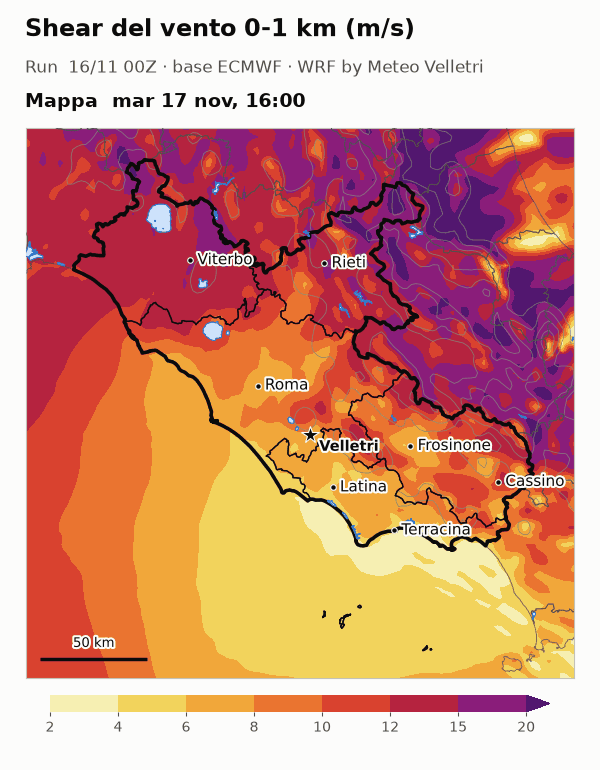 Shear del vento 0-1 km (m/s)
Run  16/11 00Z · base ECMWF · WRF by Meteo Velletri
Mappa  mar 17 nov, 16:00
Viterbo
Rieti
Roma
Velletri
Frosinone
Latina
Cassino
Terracina
50 km
2 4 6 8 10 12 15 20